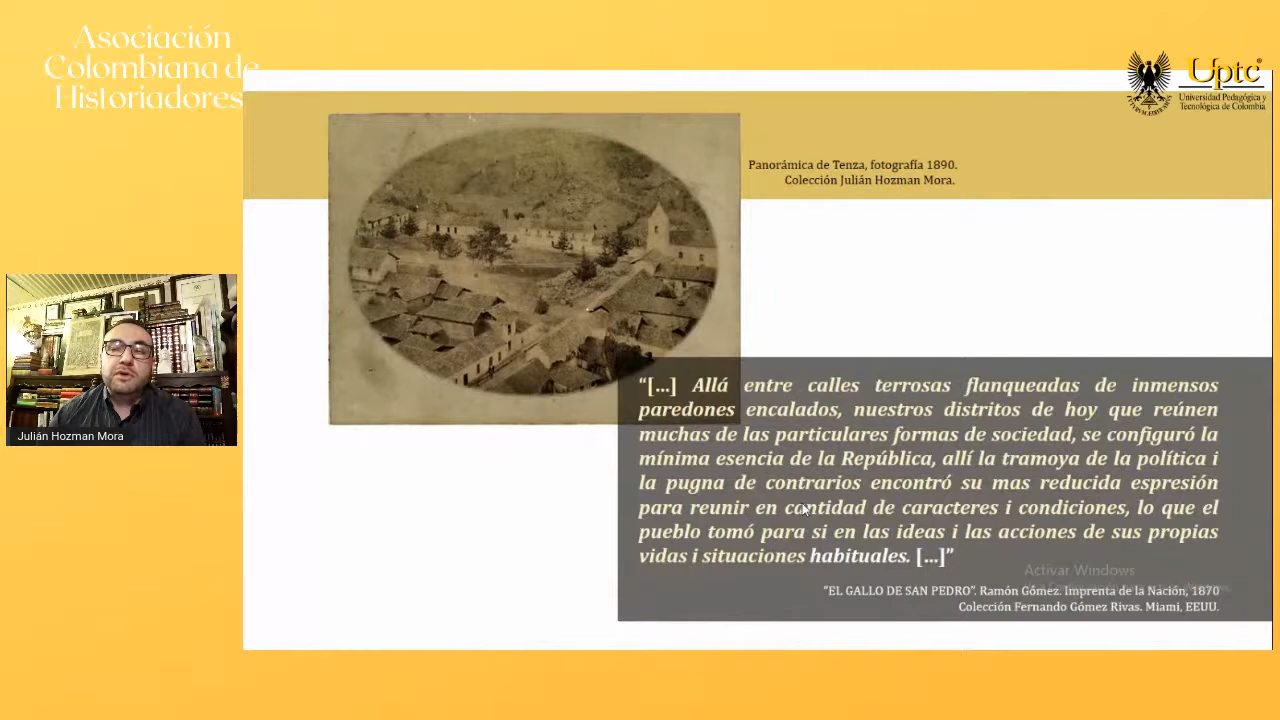 Asociación
Colombiana de
Historiadores
Uptc®
Universidad Pedagógica y
Tecnológica de Colombia
Panorámica de Tenza, fotografía 1890.
Colección Julián Hozman Mora.
Julián Hozman Mora
“[...] Allá entre calles terrosas flanqueadas de inmensos
paredones encalados, nuestros distritos de hoy que reúnen
muchas de las particulares formas de sociedad, se configuró la
mínima esencia de la República, allí la tramoya de la política i
la pugna de contrarios encontró su mas reducida espresión
para reunir en cantidad de caracteres i condiciones, lo que el
pueblo tomó para si en las ideas i las acciones de sus propias
vidas i situaciones habituales. [...]”
Activar Windows
“EL GALLO DE SAN PEDRO”. Ramón Gómez. Imprenta de la Nación, 1870
Colección Fernando Gómez Rivas. Miami, EEUU.